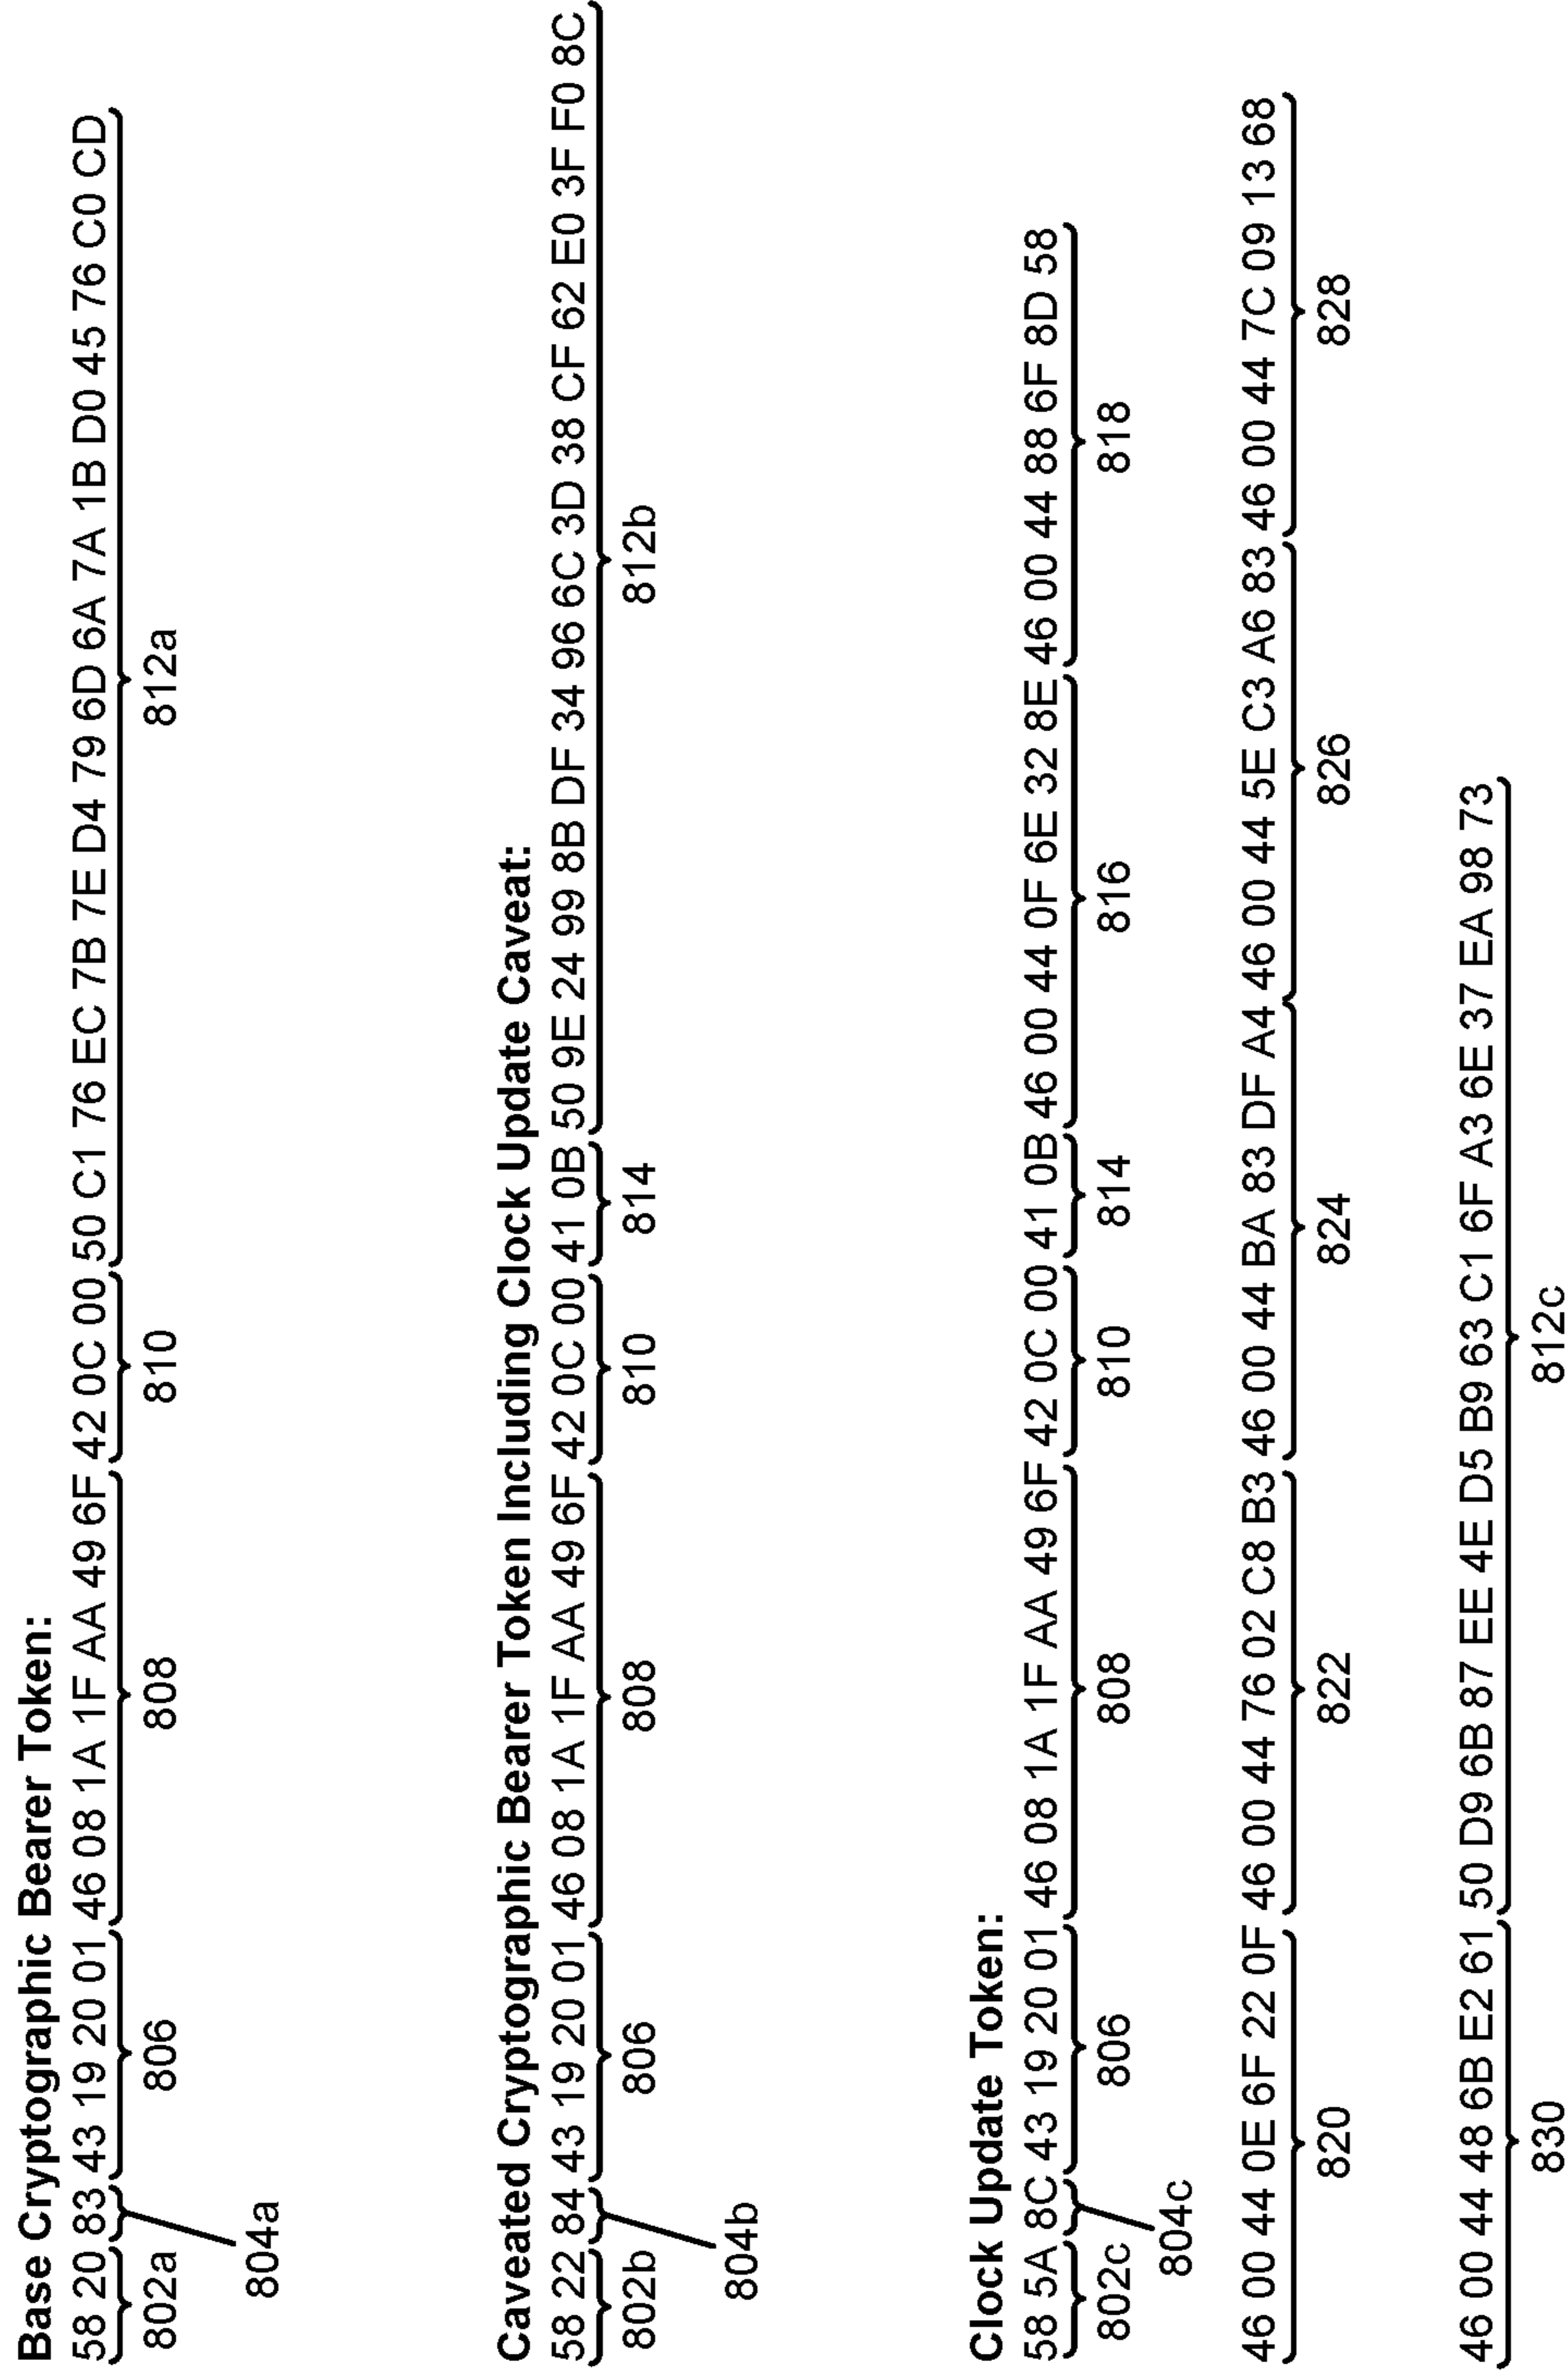 Base Cryptographic Bearer Token:
58 20 83 43 19 20 01 46 08 1A 1F AA 49 6F 42 0C 00 50 C1 76 EC 7B 7E D4 79 6D 6A 7A 1B D0 45 76 C0 CD
802a 806 808 810 812a
804a
Caveated Cryptographic Bearer Token Including Clock Update Caveat:
58 22 84 43 19 20 01 46 08 1A 1F AA 49 6F 42 0C 00 41 0B 50 9E 24 99 8B DF 34 96 6C 3D 38 CF 62 E0 3F F0 8C
802b 806 808 810 814 812b
804b
Clock Update Token:
58 5A 8C 43 19 20 01 46 08 1A 1F AA 49 6F 42 0C 00 41 0B 46 00 44 0F 6E 32 8E 46 00 44 88 6F 8D 58
802c 806 808 810 814 816 818
804c
46 00 44 0E 6F 22 0F 46 00 44 76 02 C8 B3 46 00 44 BA 83 DF A4 46 00 44 5E C3 A6 83 46 00 44 7C 09 13 68
820 822 824 826 828
46 00 44 48 6B E2 61 50 D9 6B 87 EE 4E D5 B9 63 C1 6F A3 6E 37 EA 98 73
830 812c